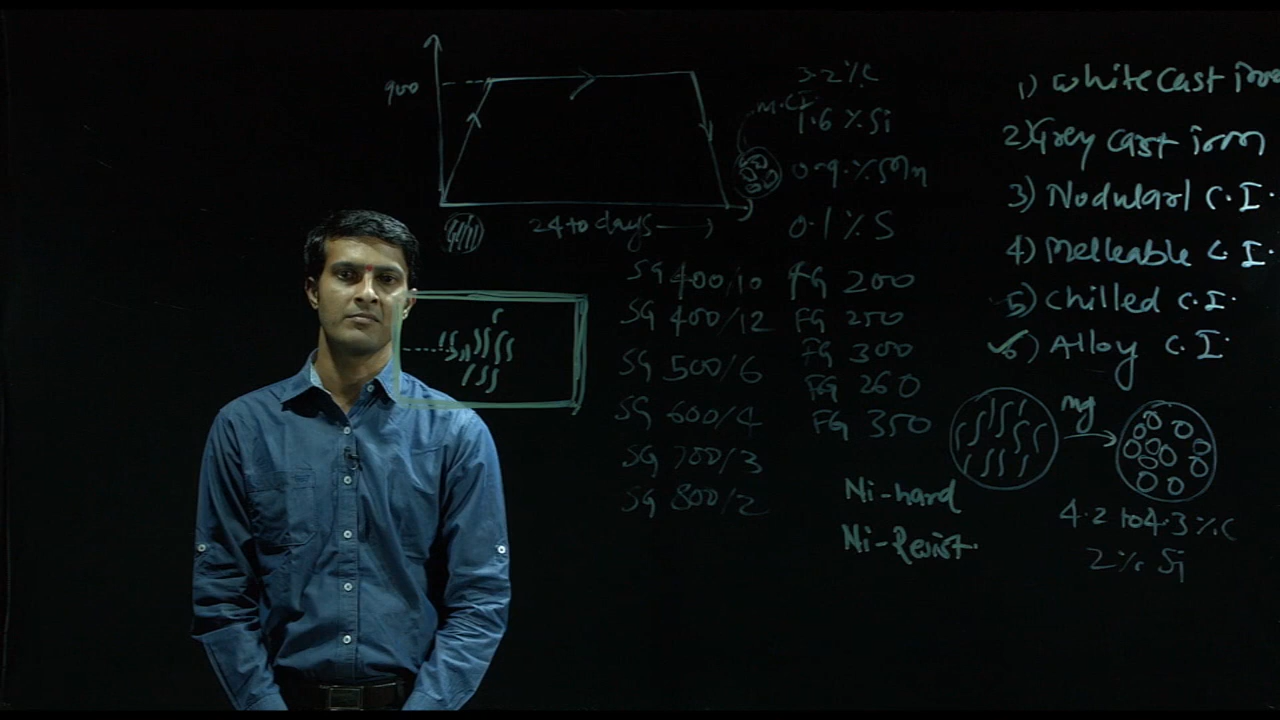 900
24 to days
M.CI
3.2 % C
1.6 % Si
0.9 % Mn
0.1 % S
SG 400/10
SG 400/12
SG 500/6
SG 600/4
SG 700/3
SG 800/2
FG 200
FG 250
FG 300
FG 260
FG 350
1) White Cast iron
2) Grey Cast iron
3) Nodularl C.I.
4) Melleable C.I.
5) Chilled C.I.
6) Alloy C.I.
mg
4.2 to 4.3 % C
2 % Si
Ni-hard
Ni-Resist.